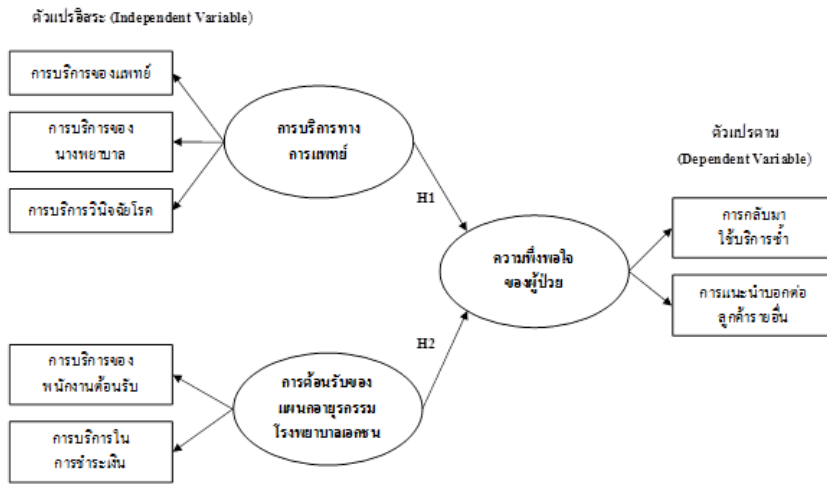 ตัวแปรอิสระ (Independent Variable)
การบริการของแพทย์
การบริการของ
นางพยาบาล
การบริการวินิจฉัยโรค
การบริการทาง
การแพทย์
H1
ตัวแปรตาม
(Dependent Variable)
การกลับมา
ใช้บริการซ้ำ
ความพึงพอใจ
ของผู้ป่วย
การแนะนำบอกต่อ
ลูกค้ารายอื่น
H2
การบริการของ
พนักงานต้อนรับ
การบริการใน
การชำระเงิน
การต้อนรับของ
แผนกอายุรกรรม
โรงพยาบาลเอกชน